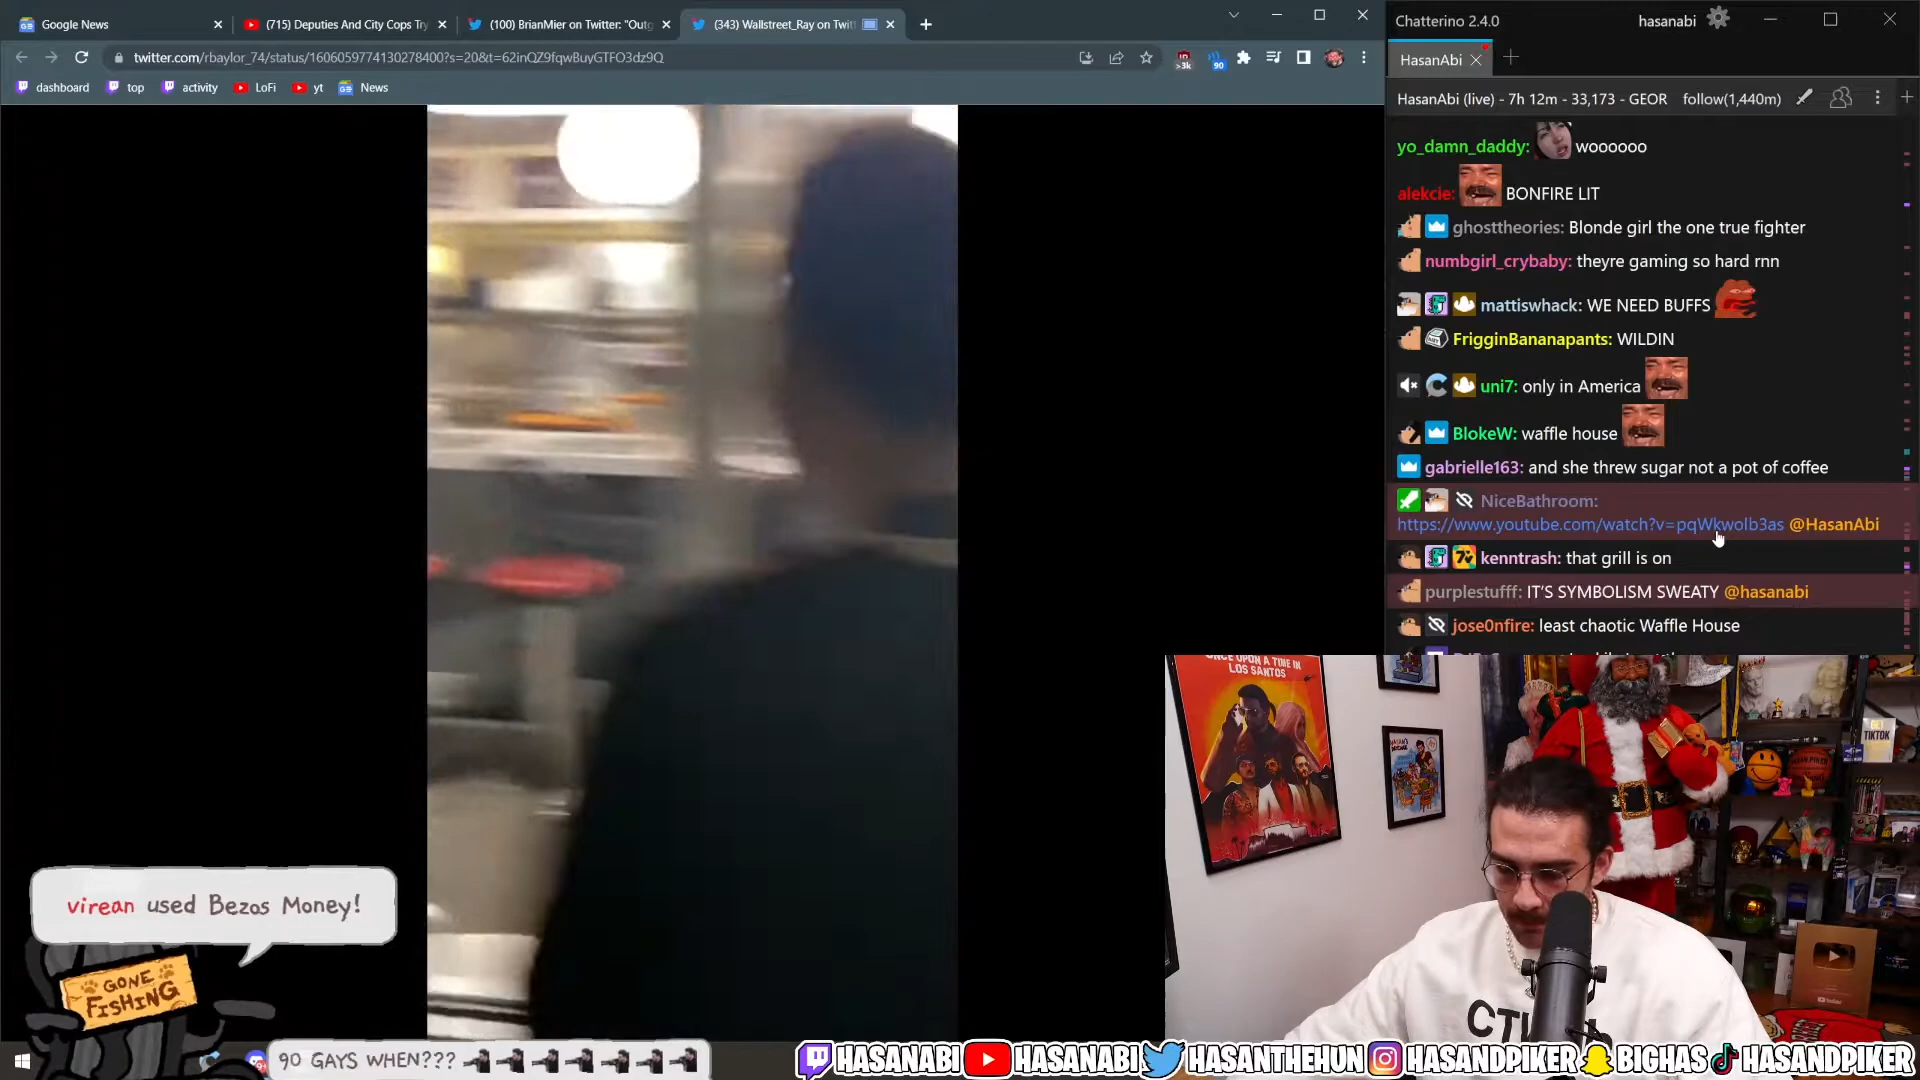 Google News
(715) Deputies And City Cops Try
(100) BrianMier on Twitter: "Outg
(343) Wallstreet_Ray on Twitt
twitter.com/rbaylor_74/status/1606059774130278400?s=20&t=62inQZ9fqwBuyGTFO3dz9Q
>3k
90
dashboard
top
activity
LoFi
yt
News
Chatterino 2.4.0
hasanabi
HasanAbi
HasanAbi (live) - 7h 12m - 33,173 - GEOR
follow(1,440m)
yo_damn_daddy: woooooo
alekcie: BONFIRE LIT
ghosttheories: Blonde girl the one true fighter
numbgirl_crybaby: theyre gaming so hard rnn
mattiswhack: WE NEED BUFFS
FrigginBananapants: WILDIN
uni7: only in America
BlokeW: waffle house
gabrielle163: and she threw sugar not a pot of coffee
NiceBathroom:
https://www.youtube.com/watch?v=pqWkwolb3as @HasanAbi
kenntrash: that grill is on
purplestufff: IT'S SYMBOLISM SWEATY @hasanabi
jose0nfire: least chaotic Waffle House
ONCE UPON A TIME IN
LOS SANTOS
TIKTOK
virean used Bezos Money!
GONE
FISHING
90 GAYS WHEN???
HASANABI
HASANABI
HASANTHEHUN
HASANDPIKER
BIGHAS
HASANDPIKER